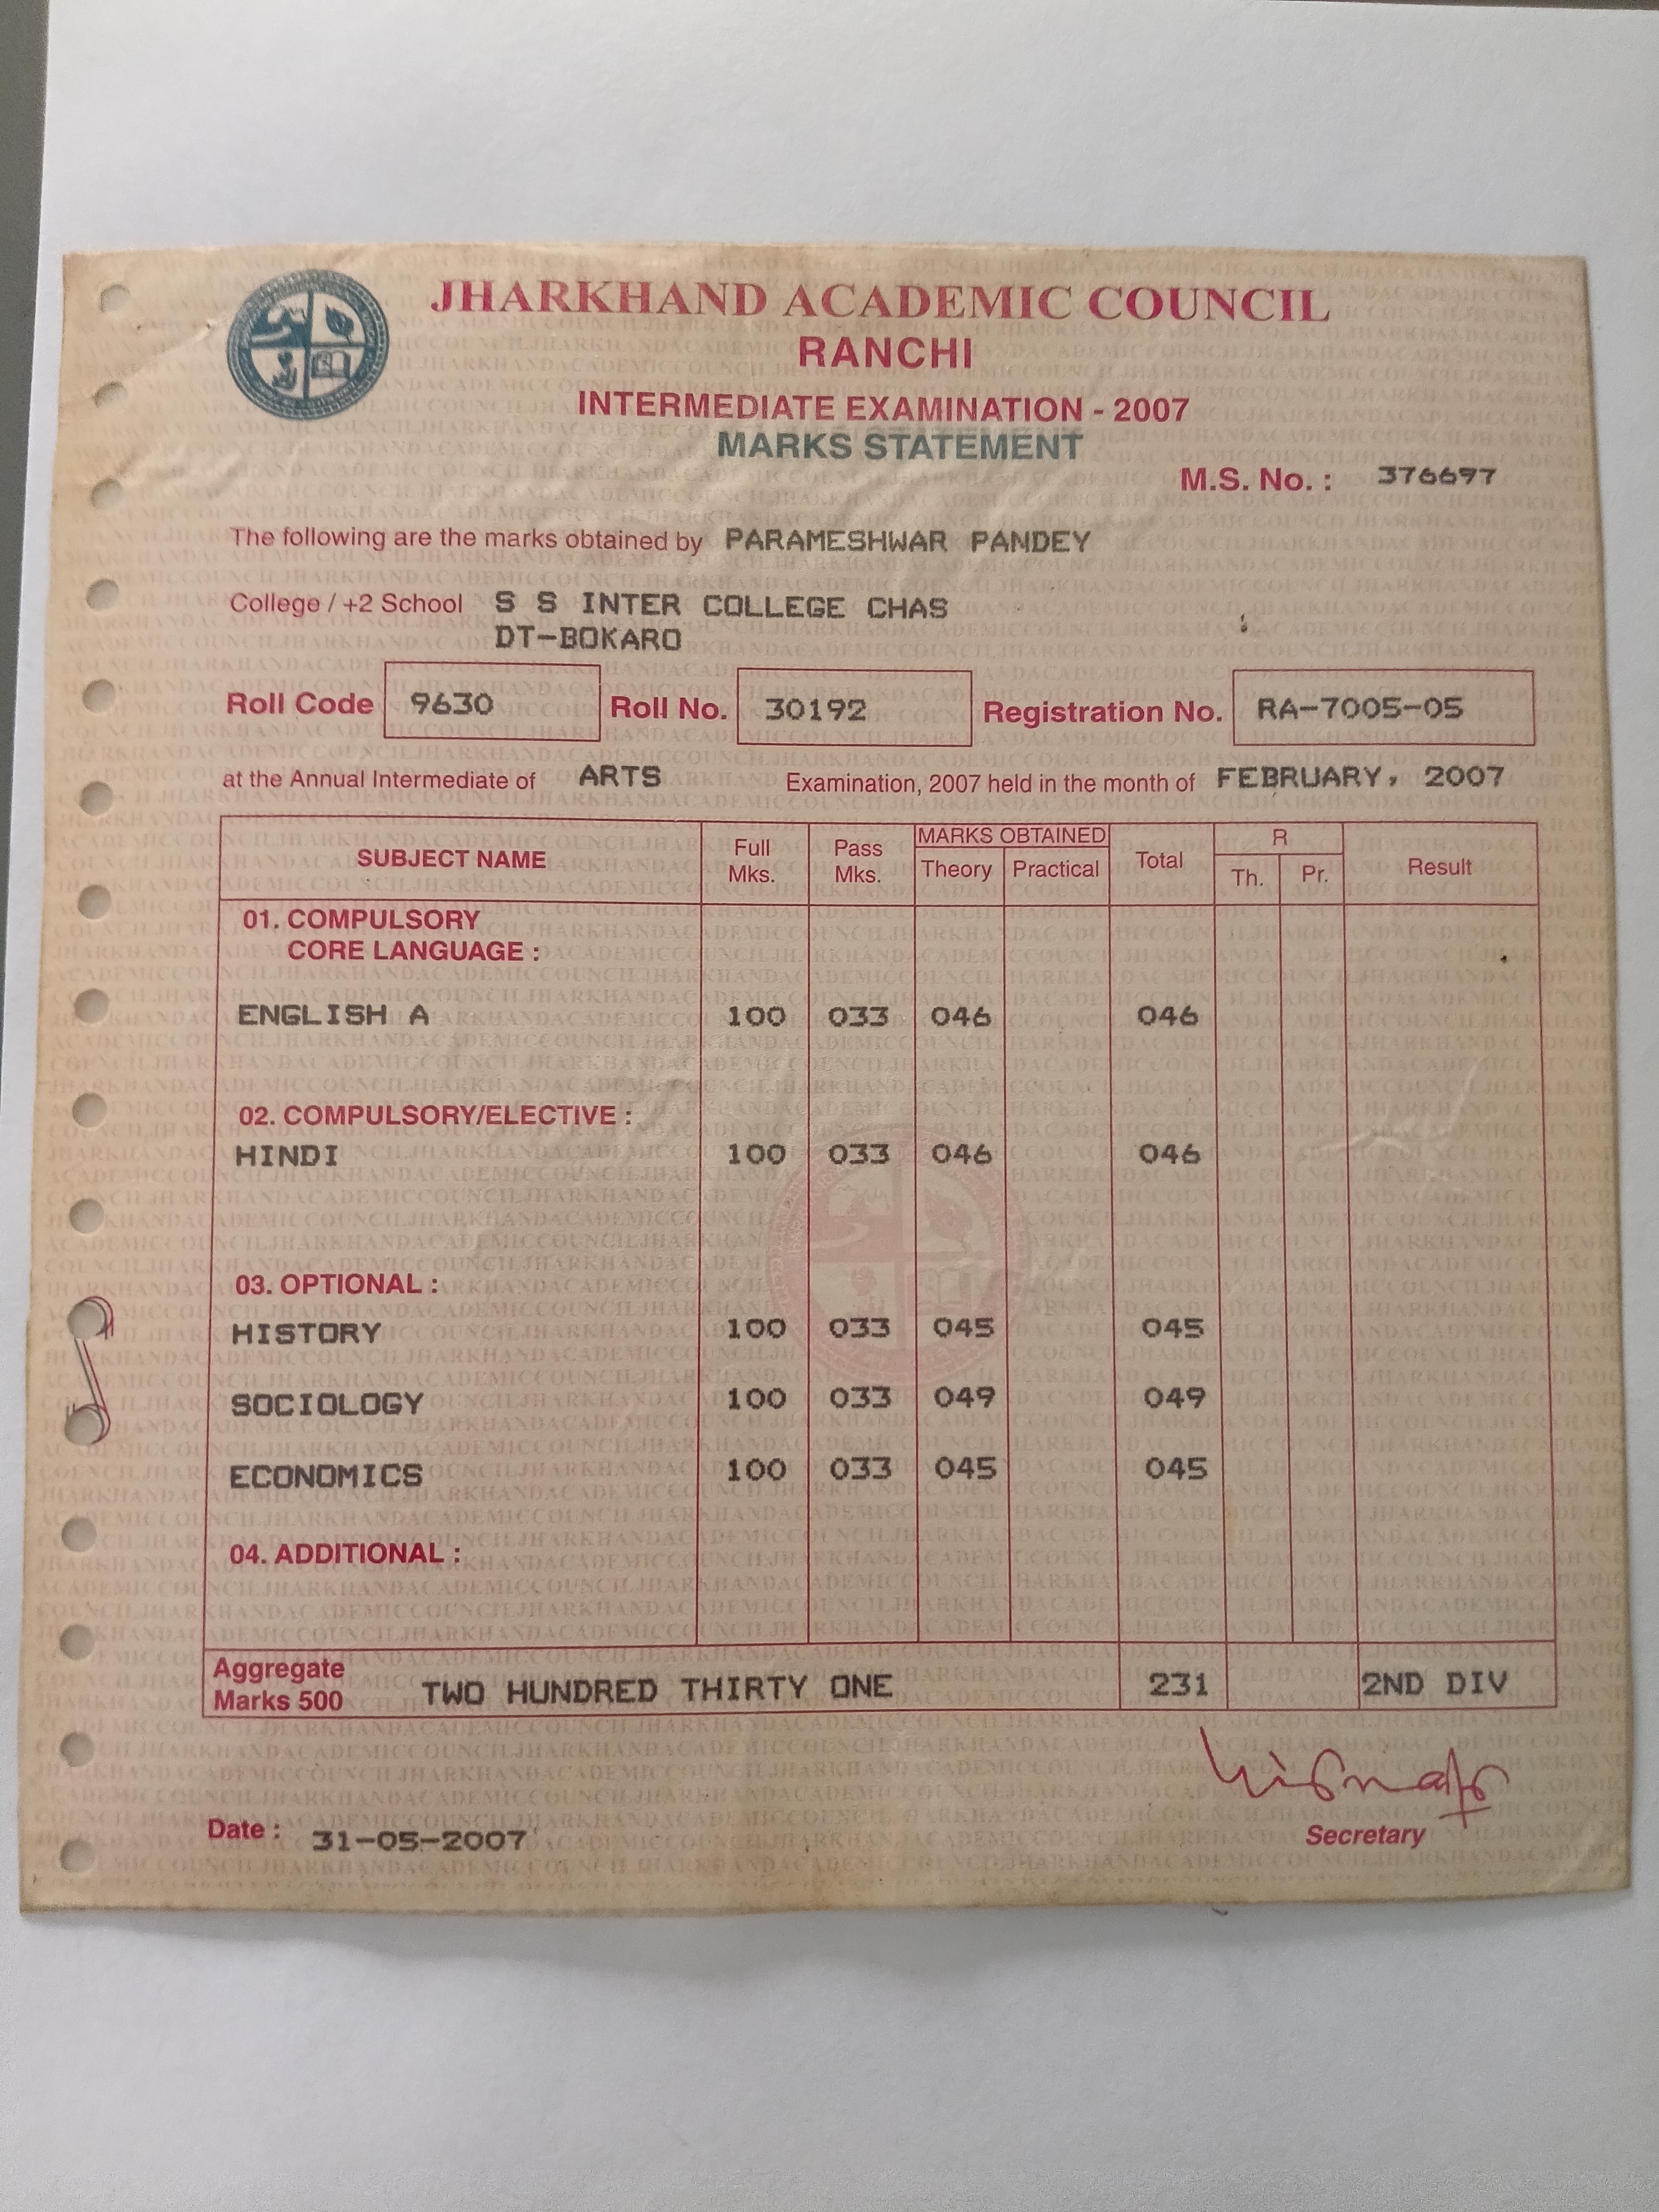 JHARKHAND ACADEMIC COUNCIL
RANCHI
INTERMEDIATE EXAMINATION - 2007
MARKS STATEMENT
M.S. No. : 376697
The following are the marks obtained by PARAMESHWAR PANDEY
College / +2 School S S INTER COLLEGE CHAS
DT-BOKARO
Roll Code 9630 Roll No. 30192 Registration No. RA-7005-05
at the Annual Intermediate of ARTS Examination, 2007 held in the month of FEBRUARY, 2007
SUBJECT NAME Full Mks. Pass Mks. MARKS OBTAINED Theory Practical Total R Th. Pr. Result
01. COMPULSORY
CORE LANGUAGE :
ENGLISH A 100 033 046 046
02. COMPULSORY/ELECTIVE :
HINDI 100 033 046 046
03. OPTIONAL :
HISTORY 100 033 045 045
SOCIOLOGY 100 033 049 049
ECONOMICS 100 033 045 045
04. ADDITIONAL :
Aggregate
Marks 500 TWO HUNDRED THIRTY ONE 231 2ND DIV
Date : 31-05-2007
Secretary